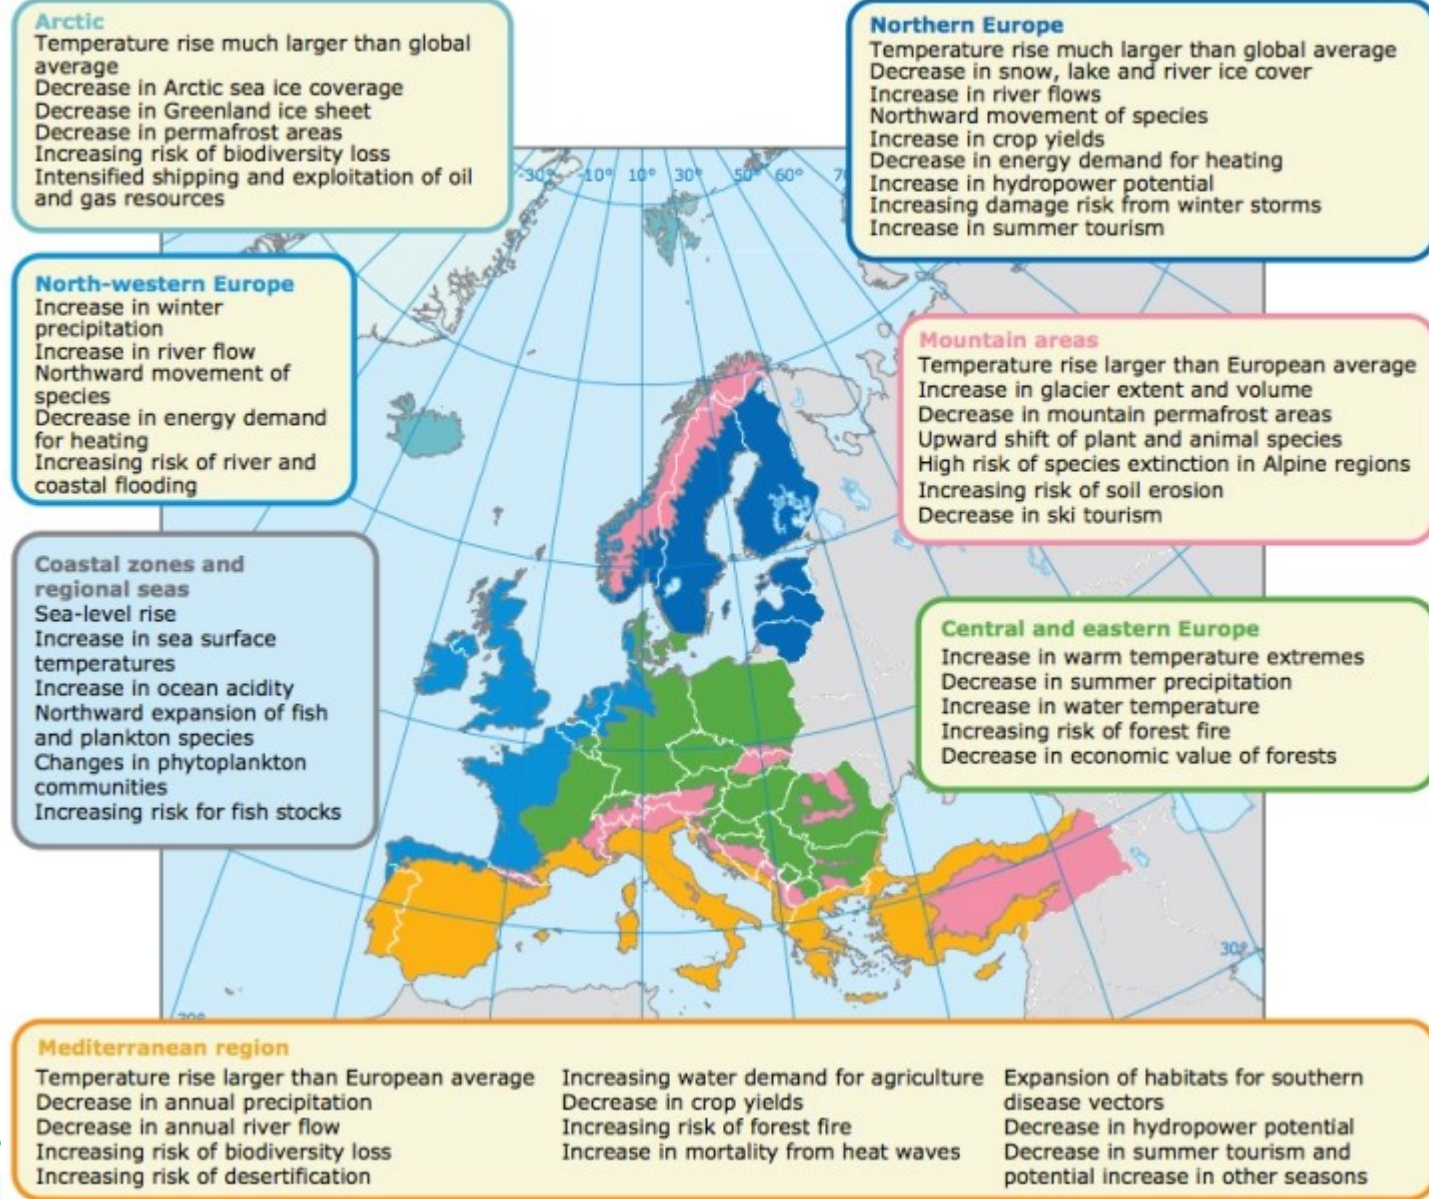 Arctic
Temperature rise much larger than global
average
Decrease in Arctic sea ice coverage
Decrease in Greenland ice sheet
Decrease in permafrost areas
Increasing risk of biodiversity loss
Intensified shipping and exploitation of oil
and gas resources
Northern Europe
Temperature rise much larger than global average
Decrease in snow, lake and river ice cover
Increase in river flows
Northward movement of species
Increase in crop yields
Decrease in energy demand for heating
Increase in hydropower potential
Increasing damage risk from winter storms
Increase in summer tourism
-30° -10° 10° 30° 50° 60°
North-western Europe
Increase in winter
precipitation
Increase in river flow
Northward movement of
species
Decrease in energy demand
for heating
Increasing risk of river and
coastal flooding
Mountain areas
Temperature rise larger than European average
Increase in glacier extent and volume
Decrease in mountain permafrost areas
Upward shift of plant and animal species
High risk of species extinction in Alpine regions
Increasing risk of soil erosion
Decrease in ski tourism
Coastal zones and
regional seas
Sea-level rise
Increase in sea surface
temperatures
Increase in ocean acidity
Northward expansion of fish
and plankton species
Changes in phytoplankton
communities
Increasing risk for fish stocks
Central and eastern Europe
Increase in warm temperature extremes
Decrease in summer precipitation
Increase in water temperature
Increasing risk of forest fire
Decrease in economic value of forests
30°
Mediterranean region
Temperature rise larger than European average
Decrease in annual precipitation
Decrease in annual river flow
Increasing risk of biodiversity loss
Increasing risk of desertification
Increasing water demand for agriculture
Decrease in crop yields
Increasing risk of forest fire
Increase in mortality from heat waves
Expansion of habitats for southern
disease vectors
Decrease in hydropower potential
Decrease in summer tourism and
potential increase in other seasons